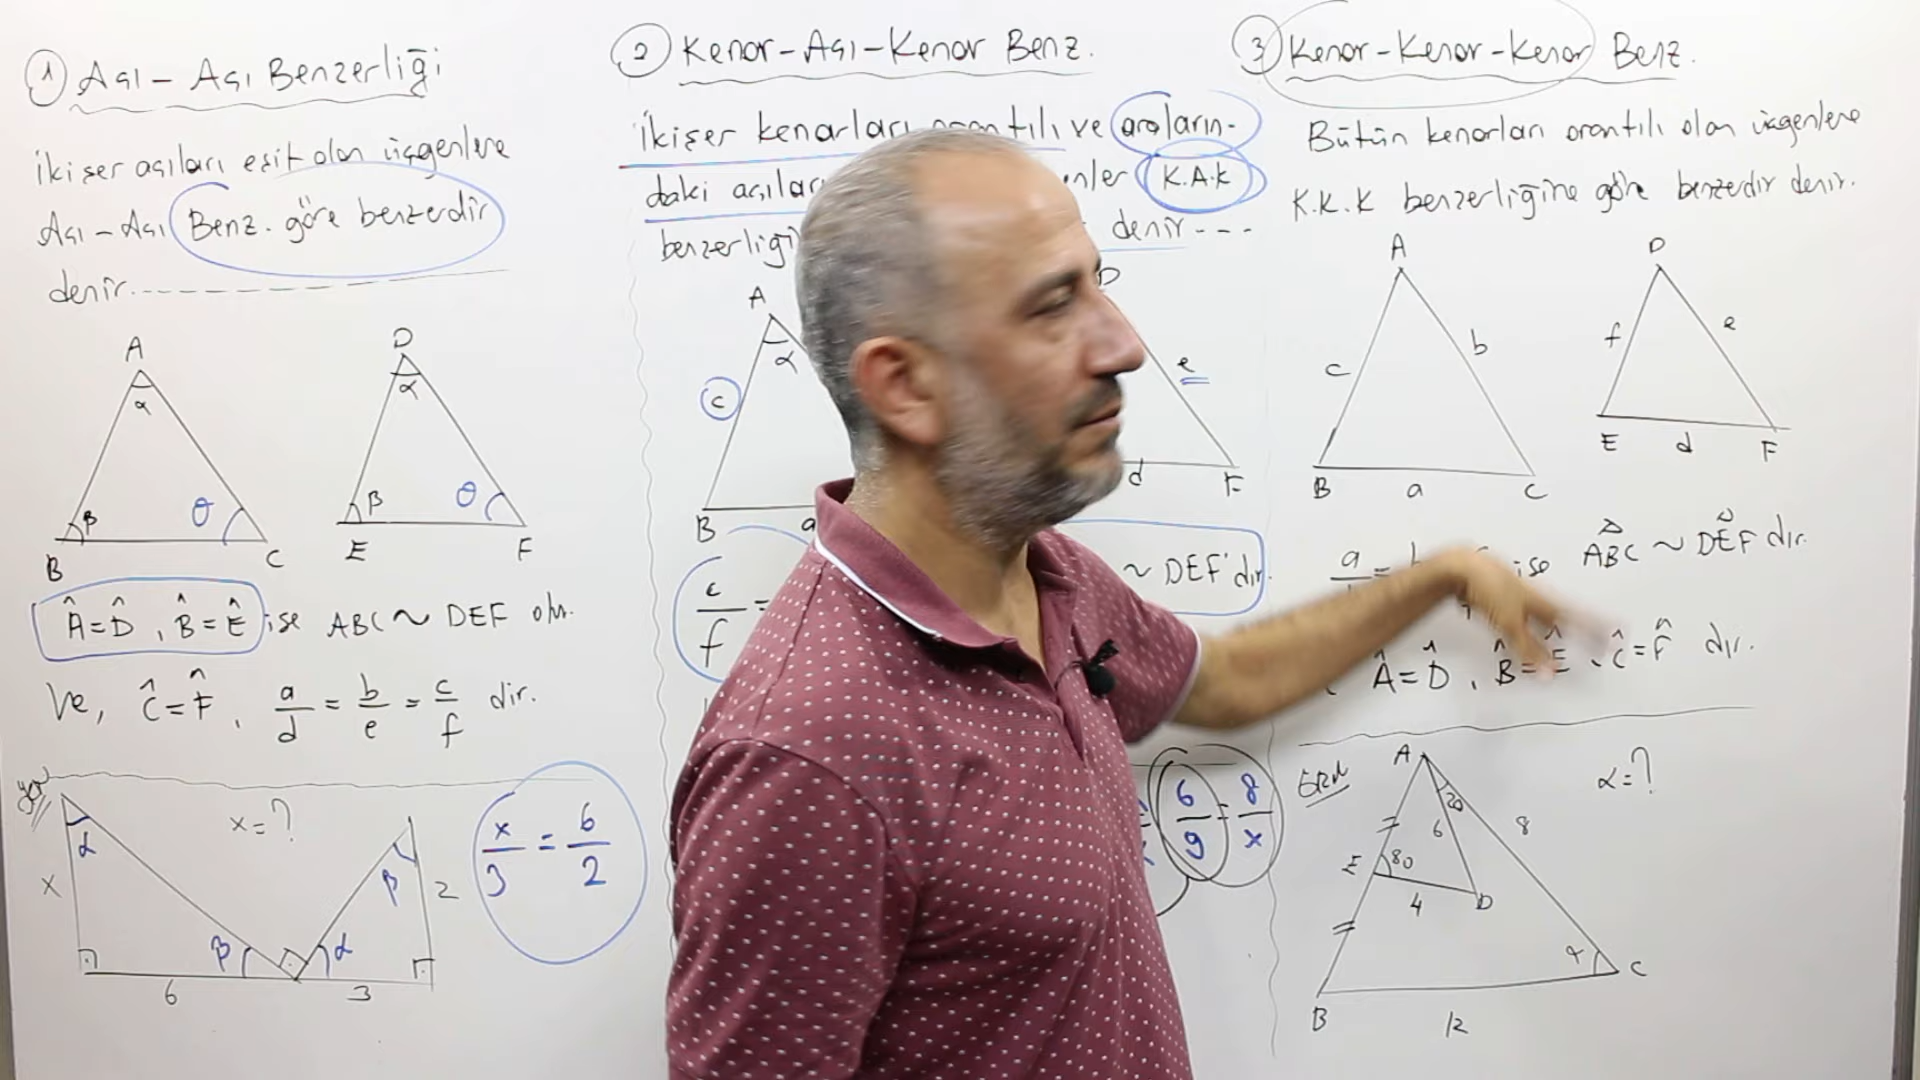 1 Açı - Açı Benzerliği
İkişer açıları eşit olan üçgenlere
Açı - Açı Benz. göre benzerdir
denir.
A
α
B
β
θ
C
D
α
E
β
θ
F
Â=D̂, B̂=Ê ise ABC ~ DEF olur.
Ve, Ĉ=F̂, a/d = b/e = c/f dir.
x=?
x/3 = 6/2
α
x
β
6
α
3
β
2
2 Kenar-Açı-Kenar Benz.
İkişer kenarları orantılı ve araların-
daki açıları K.A.K
benzerliği denir ---
A
α
c
B
a
D
e
d
F
c/f =
~ DEF'dir.
6/9 = 8/x
3 Kenar-Kenar-Kenar Benz.
Bütün kenarları orantılı olan üçgenlere
K.K.K benzerliğine göre benzerdir denir.
A
c
b
B
a
C
D
f
e
E
d
F
a
ise ABC ~ DEF dir.
Â=D̂, B̂=Ê, Ĉ=F̂ dir.
A
α=?
20
6
8
E
80
4
D
C
B
12